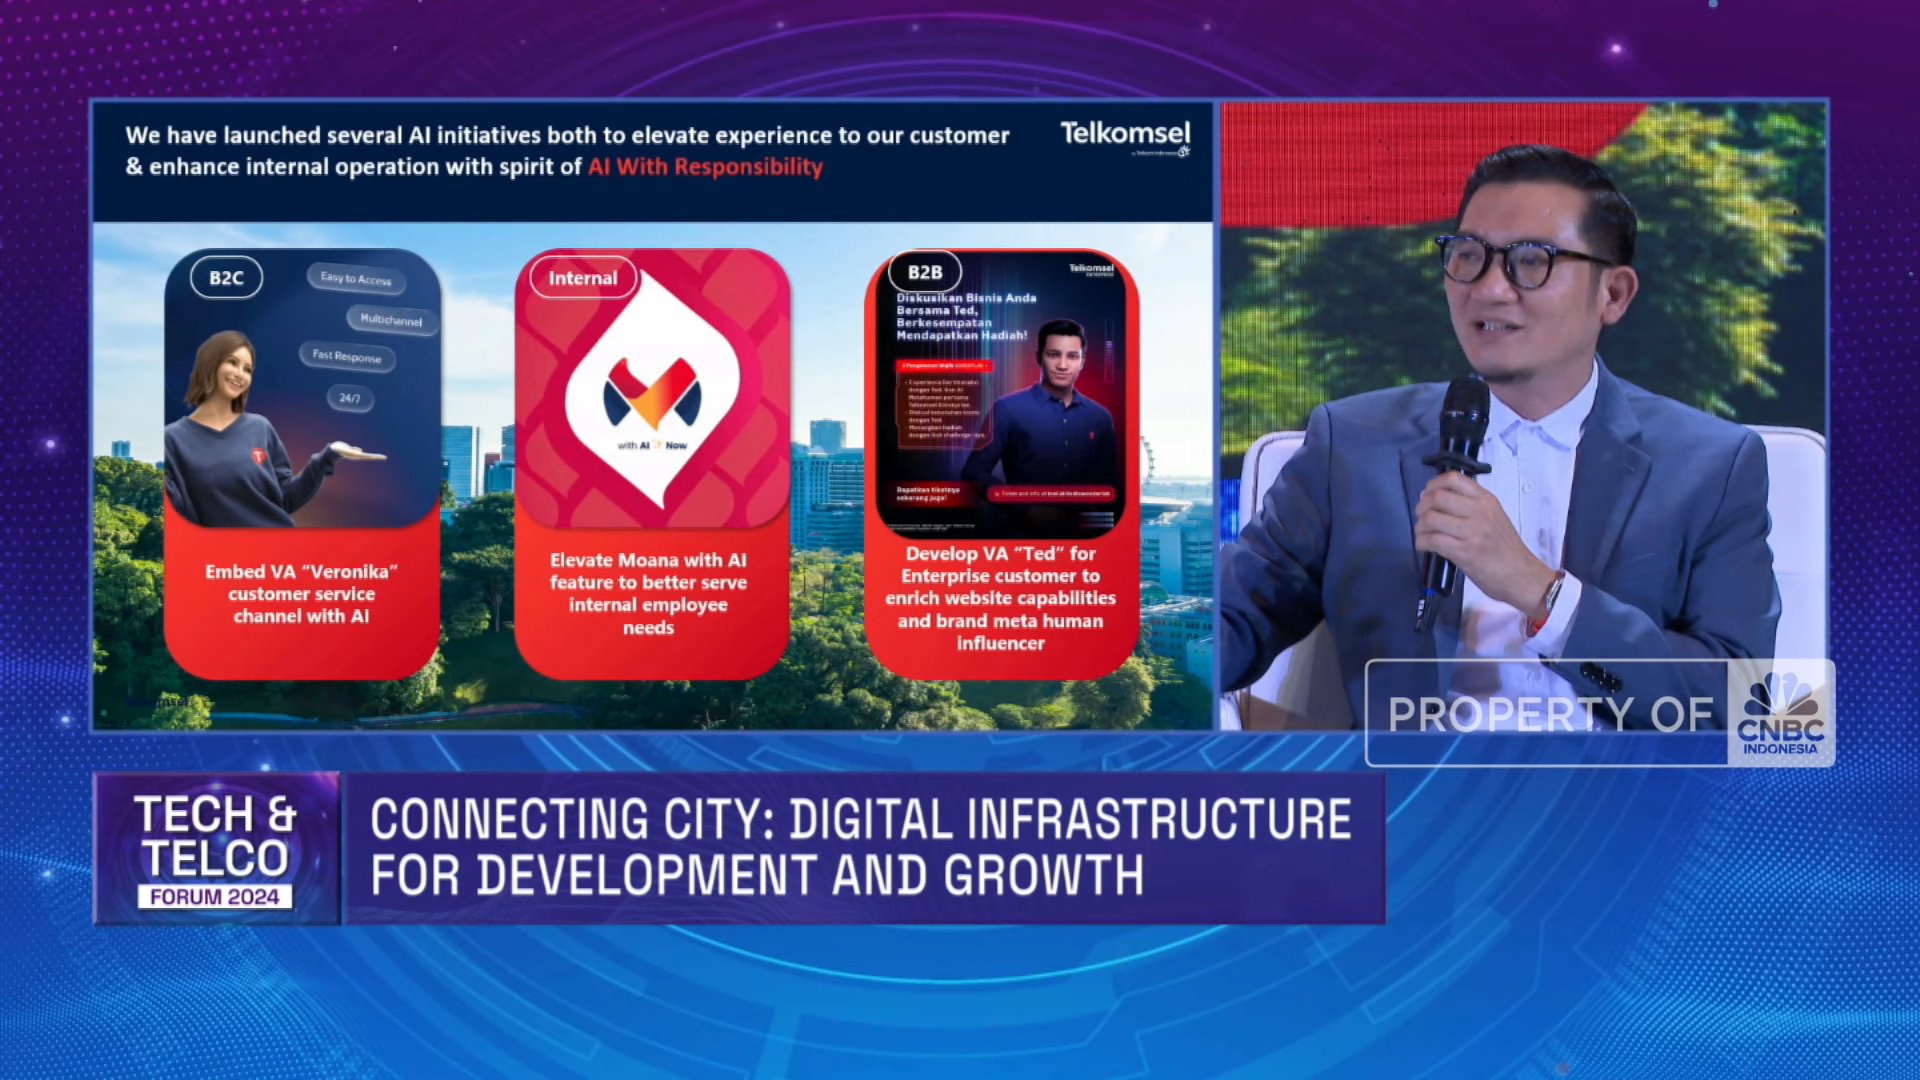 We have launched several AI initiatives both to elevate experience to our customer
& enhance internal operation with spirit of AI With Responsibility
Telkomsel
B2C
Easy to Access
Multichannel
Fast Response
24/7
Embed VA “Veronika”
customer service
channel with AI
Internal
with AI Now
Elevate Moana with AI
feature to better serve
internal employee
needs
B2B
Telkomsel
Diskusikan Bisnis Anda
Bersama Ted,
Berkesempatan
Mendapatkan Hadiah!
Dapatkan tiketnya
sekarang juga!
Develop VA “Ted” for
Enterprise customer to
enrich website capabilities
and brand meta human
influencer
PROPERTY OF
CNBC
INDONESIA
TECH &
TELCO
FORUM 2024
CONNECTING CITY: DIGITAL INFRASTRUCTURE
FOR DEVELOPMENT AND GROWTH